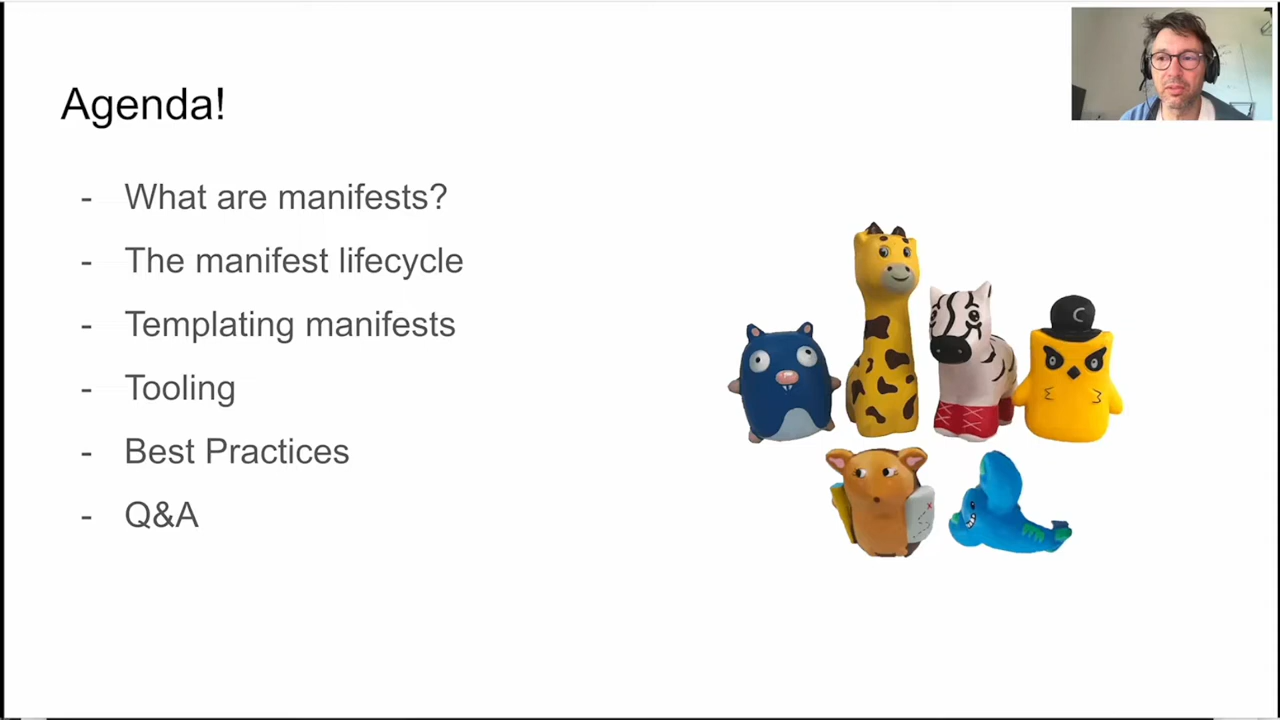 Agenda!
- What are manifests?
- The manifest lifecycle
- Templating manifests
- Tooling
- Best Practices
- Q&A
C